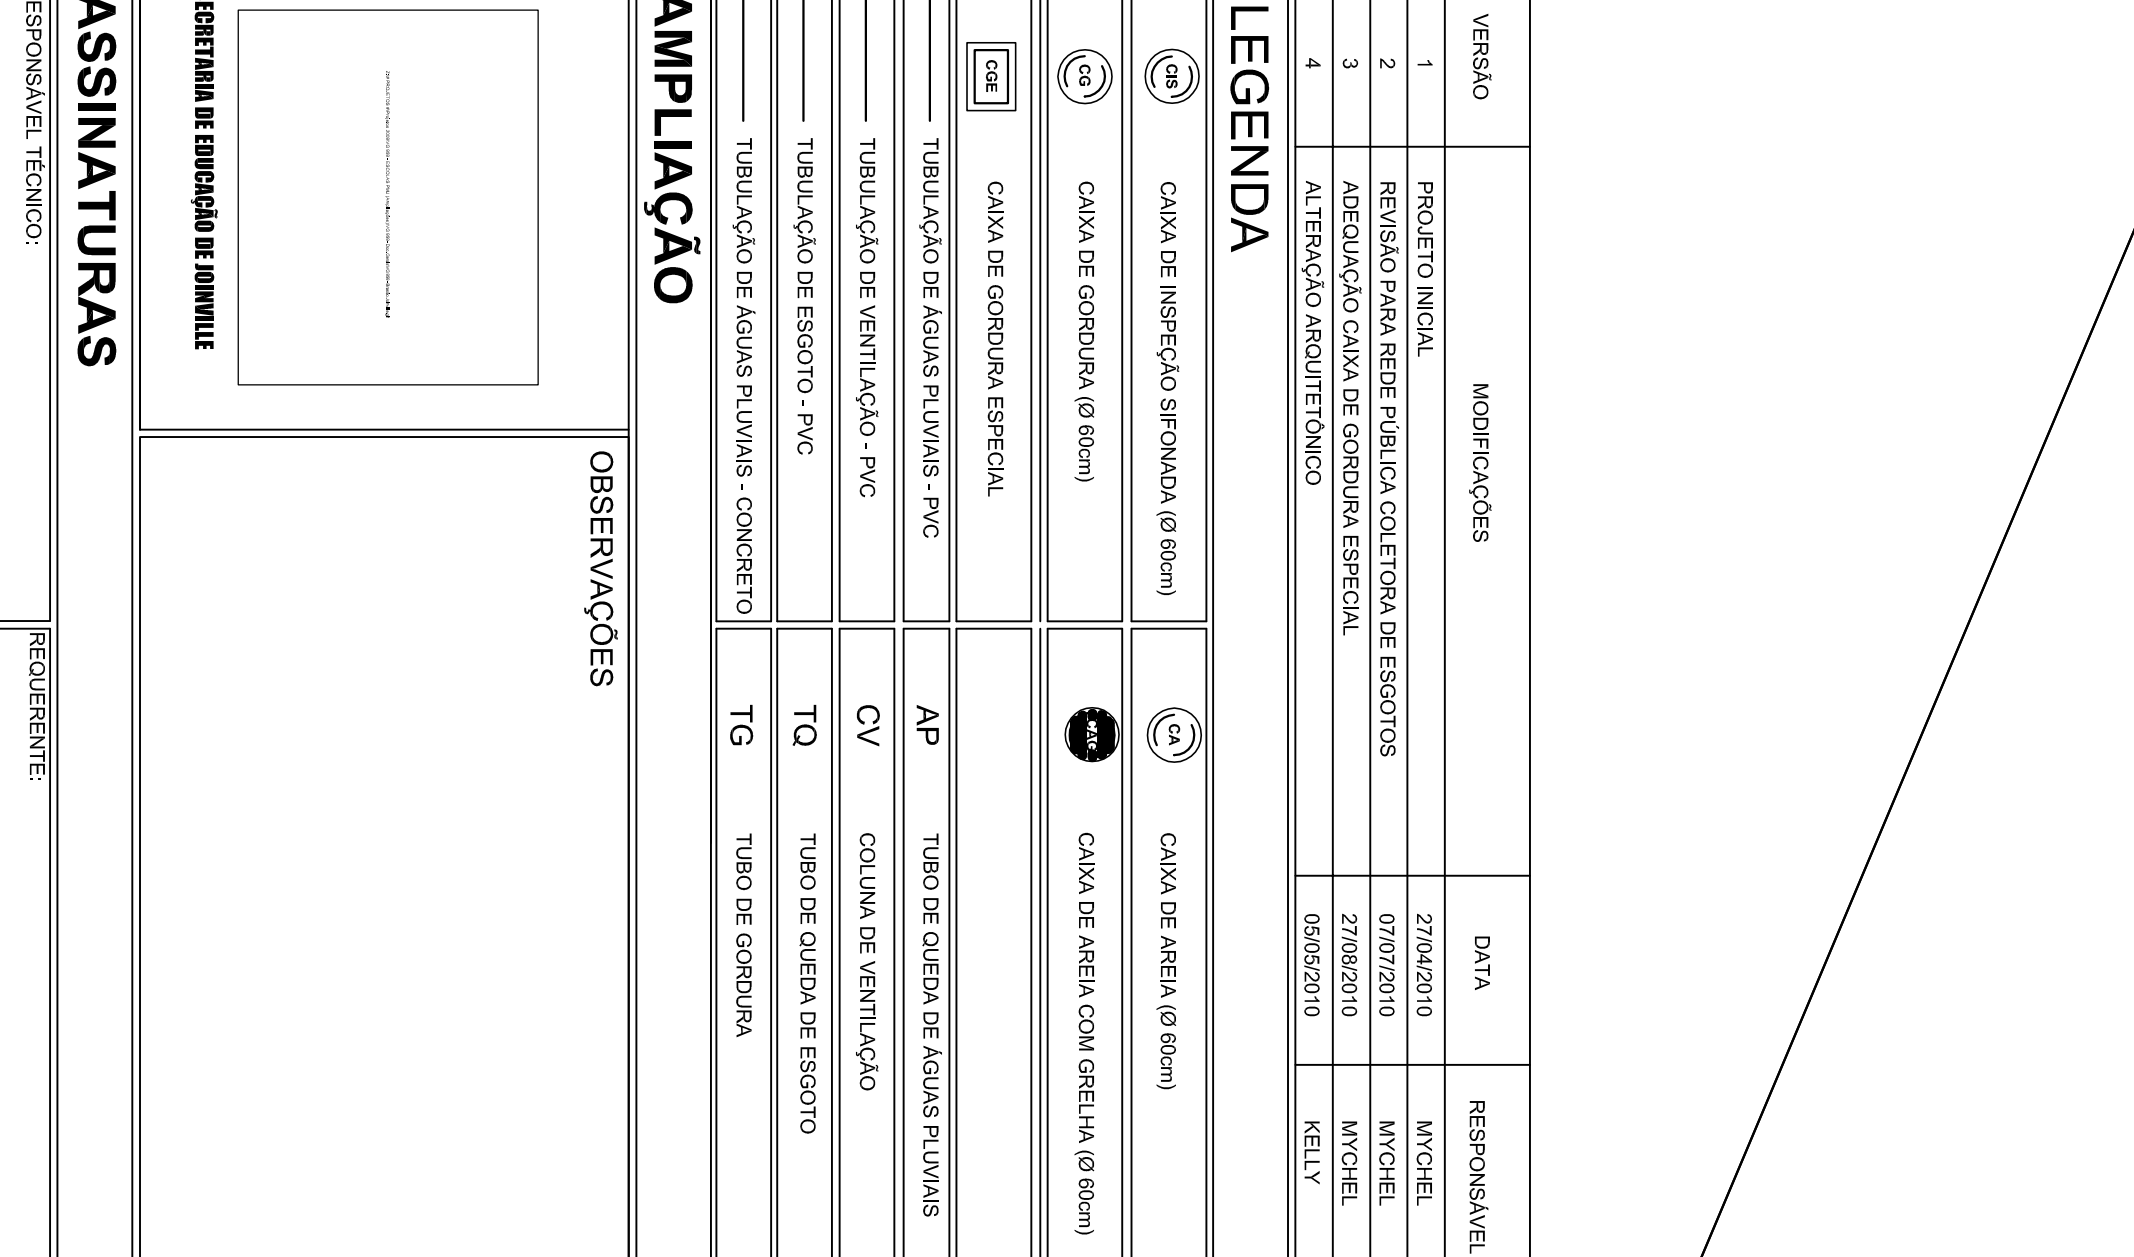 VERSÃO MODIFICAÇÕES DATA RESPONSÁVEL
1 PROJETO INICIAL 27/04/2010 MYCHEL
2 REVISÃO PARA REDE PÚBLICA COLETORA DE ESGOTOS 07/07/2010 MYCHEL
3 ADEQUAÇÃO CAIXA DE GORDURA ESPECIAL 27/08/2010 MYCHEL
4 ALTERAÇÃO ARQUITETÔNICO 05/05/2010 KELLY
LEGENDA
CIS CAIXA DE INSPEÇÃO SIFONADA (Ø 60cm) CA CAIXA DE AREIA (Ø 60cm)
CG CAIXA DE GORDURA (Ø 60cm) CAG CAIXA DE AREIA COM GRELHA (Ø 60cm)
CGE CAIXA DE GORDURA ESPECIAL
TUBULAÇÃO DE ÁGUAS PLUVIAIS - PVC AP TUBO DE QUEDA DE ÁGUAS PLUVIAIS
TUBULAÇÃO DE VENTILAÇÃO - PVC CV COLUNA DE VENTILAÇÃO
TUBULAÇÃO DE ESGOTO - PVC TQ TUBO DE QUEDA DE ESGOTO
TUBULAÇÃO DE ÁGUAS PLUVIAIS - CONCRETO TG TUBO DE GORDURA
AMPLIAÇÃO
OBSERVAÇÕES
ECRETARIA DE EDUCAÇÃO DE JOINVILLE
ASSINATURAS
ESPONSÁVEL TÉCNICO: REQUERENTE: